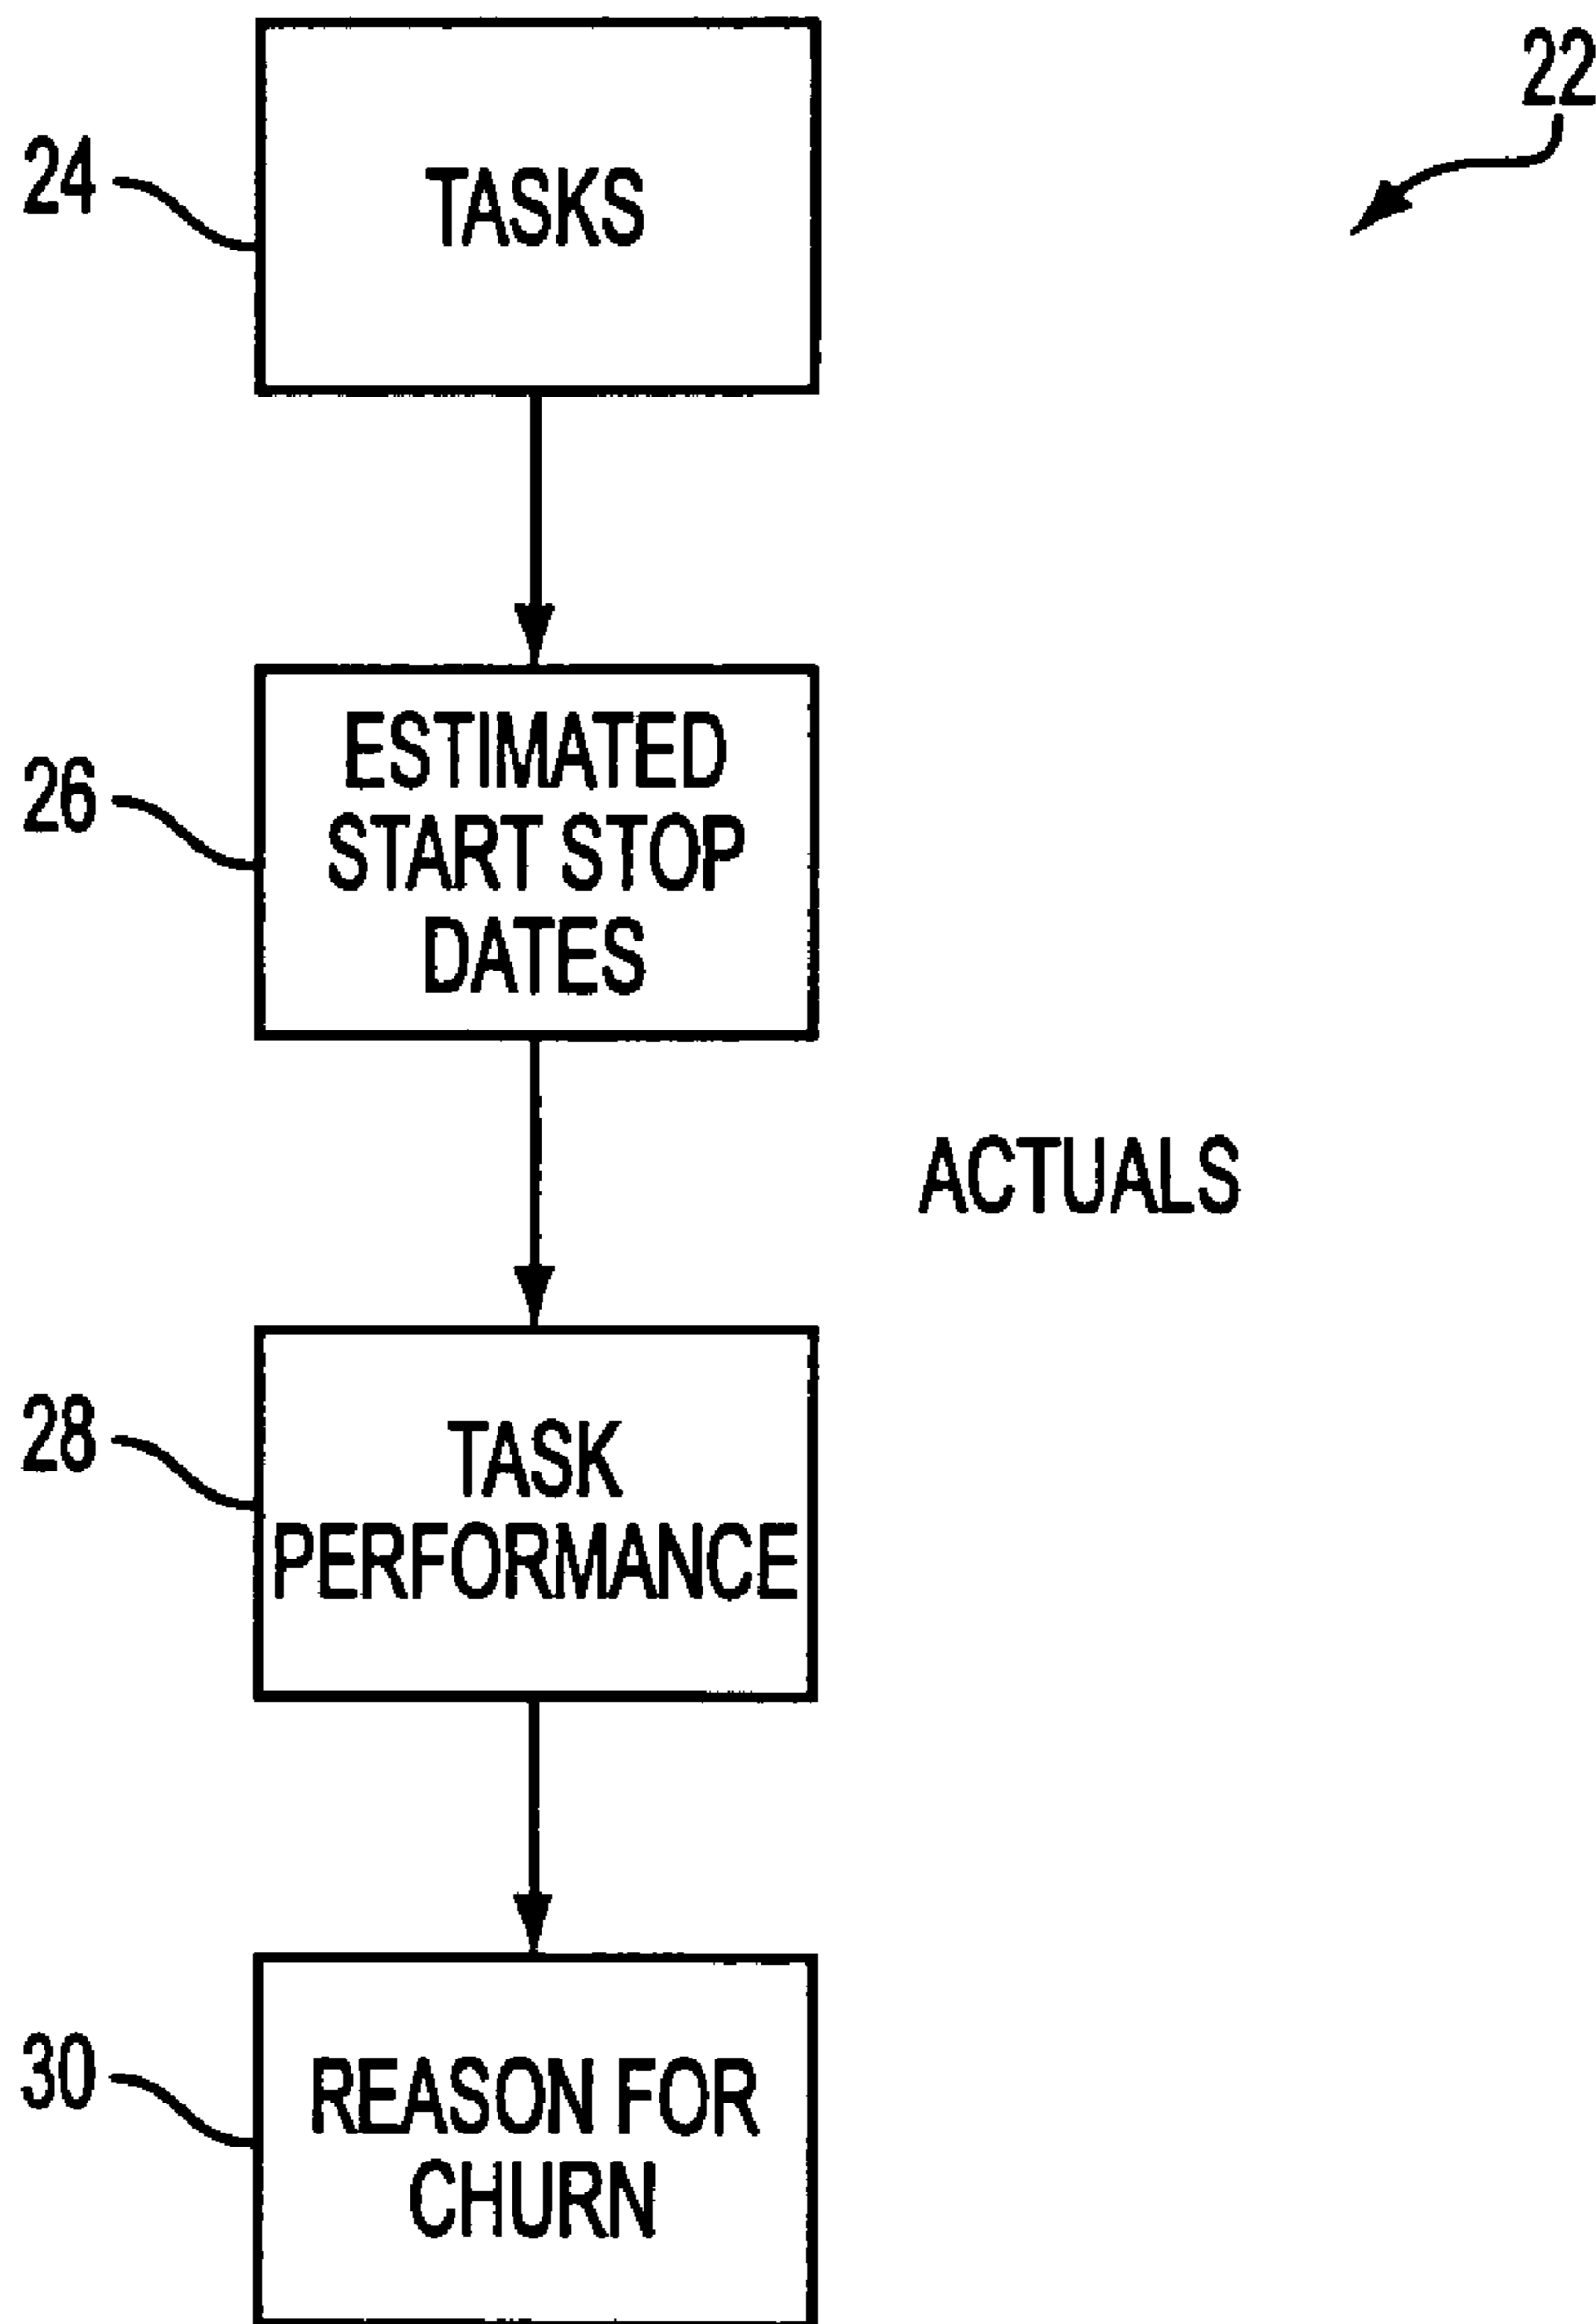 22
24
TASKS
26
ESTIMATED
START STOP
DATES
ACTUALS
28
TASK
PERFORMANCE
30
REASON FOR
CHURN